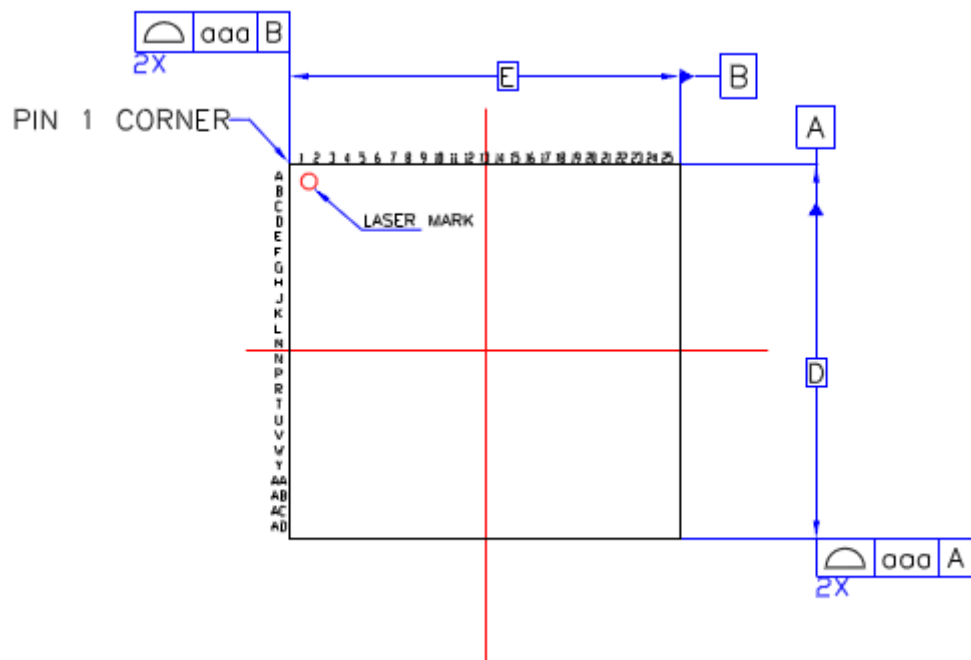 aaa B
2X
E
B
PIN 1 CORNER
A
1 2 3 4 5 6 7 8 9 10 11 12 13 14 15 16 17 18 19 20 21 22 23 24 25
A
B
C
D
LASER MARK
E
F
G
H
J
K
L
M
N
P
D
R
T
U
V
W
Y
AA
AB
AC
AD
aaa A
2X